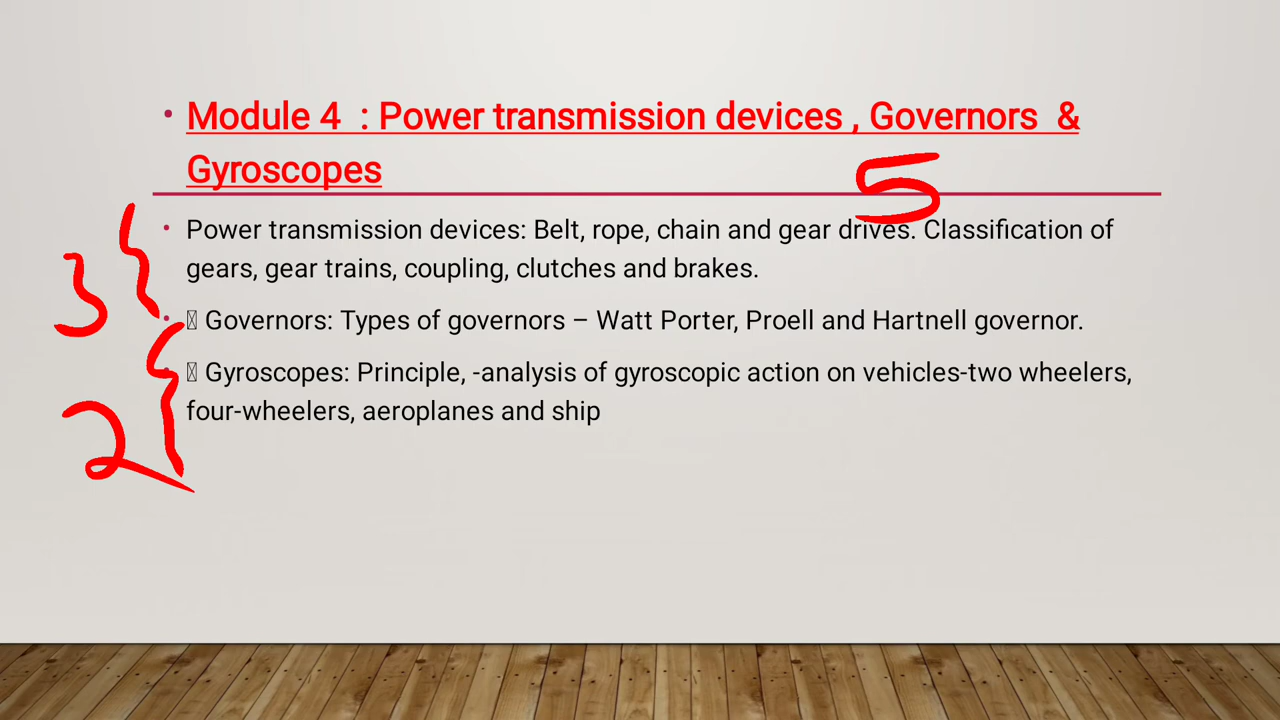 • Module 4 : Power transmission devices , Governors &
Gyroscopes
5
• Power transmission devices: Belt, rope, chain and gear drives. Classification of
gears, gear trains, coupling, clutches and brakes.
3
• Governors: Types of governors – Watt Porter, Proell and Hartnell governor.
• Gyroscopes: Principle, -analysis of gyroscopic action on vehicles-two wheelers,
four-wheelers, aeroplanes and ship
2